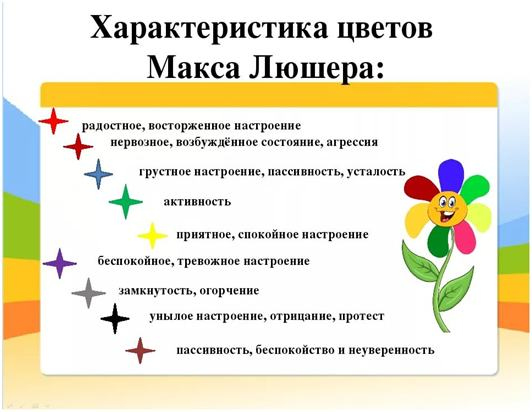 Характеристика цветов
Макса Люшера:
радостное, восторженное настроение
нервозное, возбуждённое состояние, агрессия
грустное настроение, пассивность, усталость
активность
приятное, спокойное настроение
беспокойное, тревожное настроение
замкнутость, огорчение
унылое настроение, отрицание, протест
пассивность, беспокойство и неуверенность